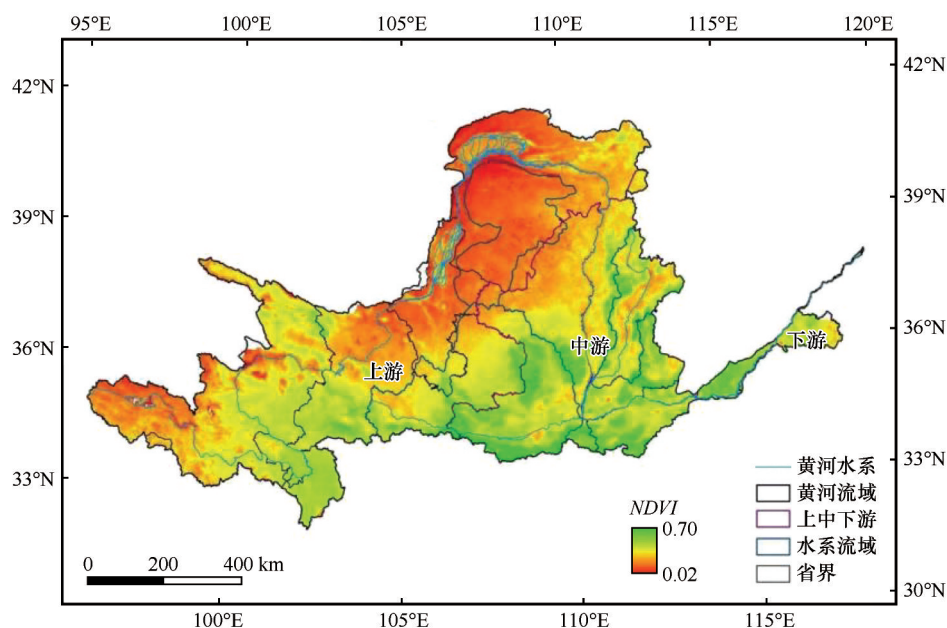 95°E 100°E 105°E 110°E 115°E 120°E
42°N 42°N
39°N 39°N
36°N 36°N
下游
中游
上游
33°N 33°N
黄河水系
黄河流域
上中下游
水系流域
省界
NDVI
0.70
0.02
0 200 400 km
30°N
100°E 105°E 110°E 115°E